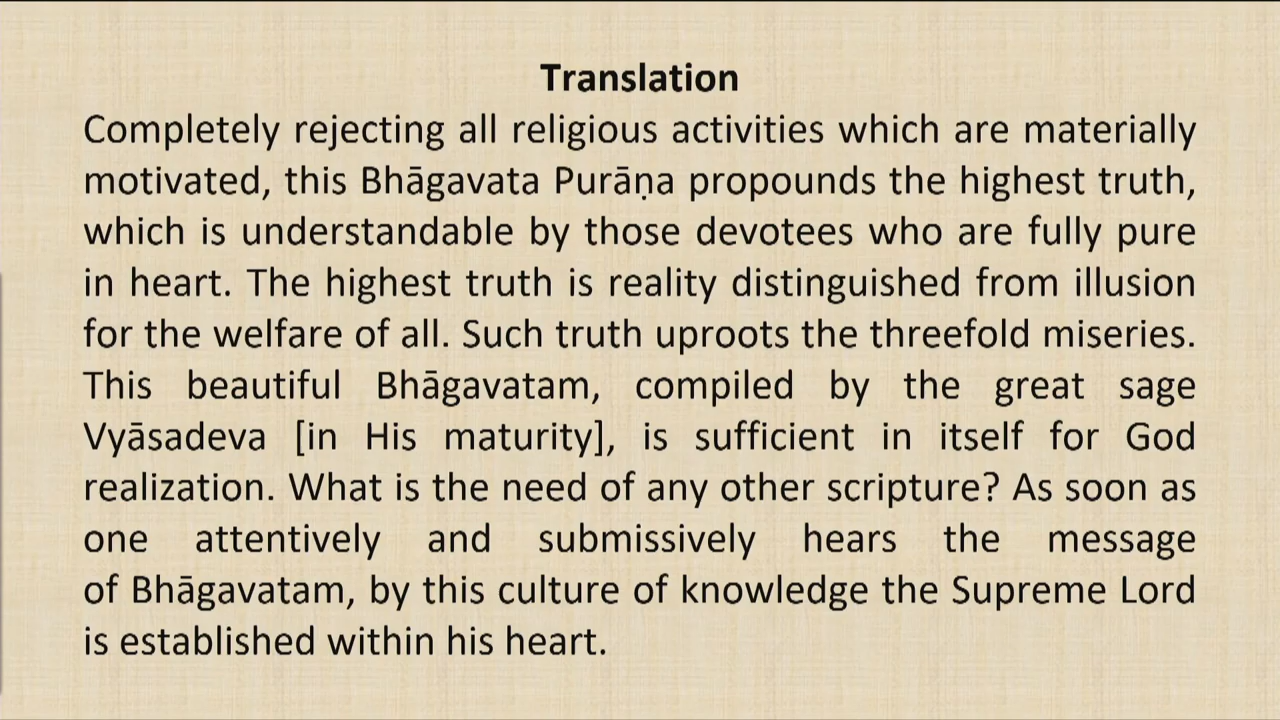 Translation
Completely rejecting all religious activities which are materially
motivated, this Bhāgavata Purāṇa propounds the highest truth,
which is understandable by those devotees who are fully pure
in heart. The highest truth is reality distinguished from illusion
for the welfare of all. Such truth uproots the threefold miseries.
This beautiful Bhāgavatam, compiled by the great sage
Vyāsadeva [in His maturity], is sufficient in itself for God
realization. What is the need of any other scripture? As soon as
one attentively and submissively hears the message
of Bhāgavatam, by this culture of knowledge the Supreme Lord
is established within his heart.